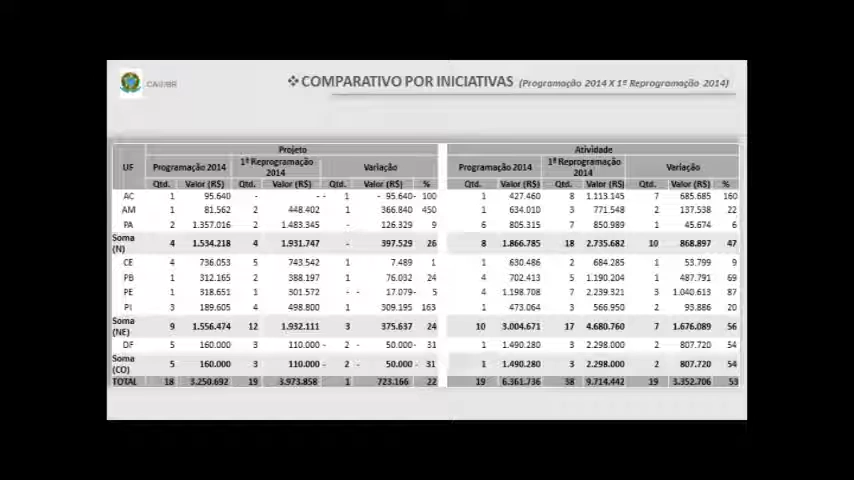 CAU/BR
❖COMPARATIVO POR INICIATIVAS (Programação 2014 X 1ª Reprogramação 2014)
Projeto Atividade
UF Programação 2014 1ª Reprogramação 2014 Variação Programação 2014 1ª Reprogramação 2014 Variação
Qtd. Valor (R$) Qtd. Valor (R$) Qtd. Valor (R$) % Qtd. Valor (R$) Qtd. Valor (R$) Qtd. Valor (R$) %
AC 1 95.640 - - - 1 - 95.640 - 100 1 427.460 8 1.113.145 7 685.685 160
AM 1 81.562 2 448.402 1 366.840 450 1 634.010 3 771.548 2 137.538 22
PA 2 1.357.016 2 1.483.345 - 126.329 9 6 805.315 7 850.989 1 45.674 6
Soma (N) 4 1.534.218 4 1.931.747 - 397.529 26 8 1.866.785 18 2.735.682 10 868.897 47
CE 4 736.053 5 743.542 1 7.489 1 1 630.486 2 684.285 1 53.799 9
PB 1 312.165 2 388.197 1 76.032 24 4 702.413 5 1.190.204 1 487.791 69
PE 1 318.651 1 301.572 - - 17.079 - 5 4 1.198.708 7 2.239.321 3 1.040.613 87
PI 3 189.605 4 498.800 1 309.195 163 1 473.064 3 566.950 2 93.886 20
Soma (NE) 9 1.556.474 12 1.932.111 3 375.637 24 10 3.004.671 17 4.680.760 7 1.676.089 56
DF 5 160.000 3 110.000 - 2 - 50.000 - 31 1 1.490.280 3 2.298.000 2 807.720 54
Soma (CO) 5 160.000 3 110.000 - 2 - 50.000 - 31 1 1.490.280 3 2.298.000 2 807.720 54
TOTAL 18 3.250.692 19 3.973.858 1 723.166 22 19 6.361.736 38 9.714.442 19 3.352.706 53